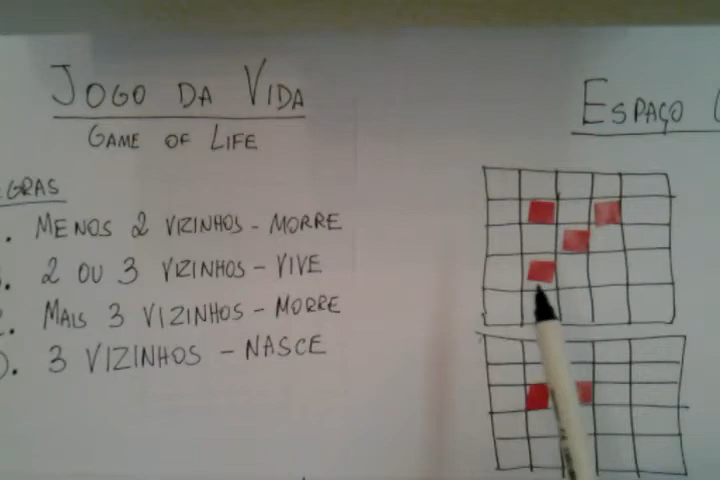 JOGO DA VIDA
GAME OF LIFE
EGRAS
. MENOS 2 VIZINHOS - MORRE
. 2 OU 3 VIZINHOS - VIVE
. MAIS 3 VIZINHOS - MORRE
. 3 VIZINHOS - NASCE
ESPAÇO